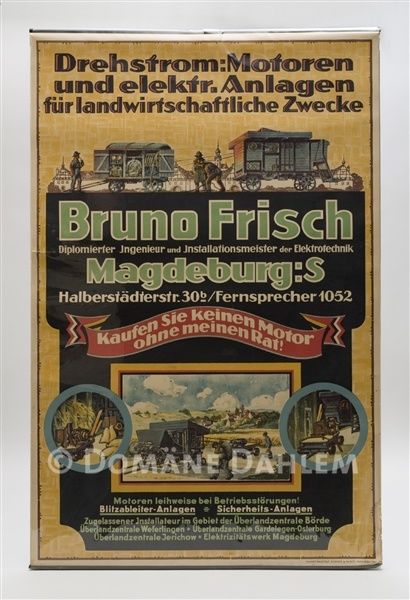 Drehstrom:Motoren
und elektr. Anlagen
für landwirtschaftliche Zwecke
Bruno Frisch
Diplomierter Ingenieur und Installationsmeister der Elektrotechnik
Magdeburg:S
Halberstädterstr. 30b/Fernsprecher 1052
Kaufen Sie keinen Motor
ohne meinen Rat!
© DOMÄNE DAHLEM
Motoren leihweise bei Betriebsstörungen!
Blitzableiter-Anlagen * Sicherheits-Anlagen
Zugelassener Installateur im Gebiet der Überlandzentrale Börde
Überlandzentrale Weferlingen • Überlandzentrale Gardelegen-Osterburg
Überlandzentrale Jerichow • Elektrizitätswerk Magdeburg